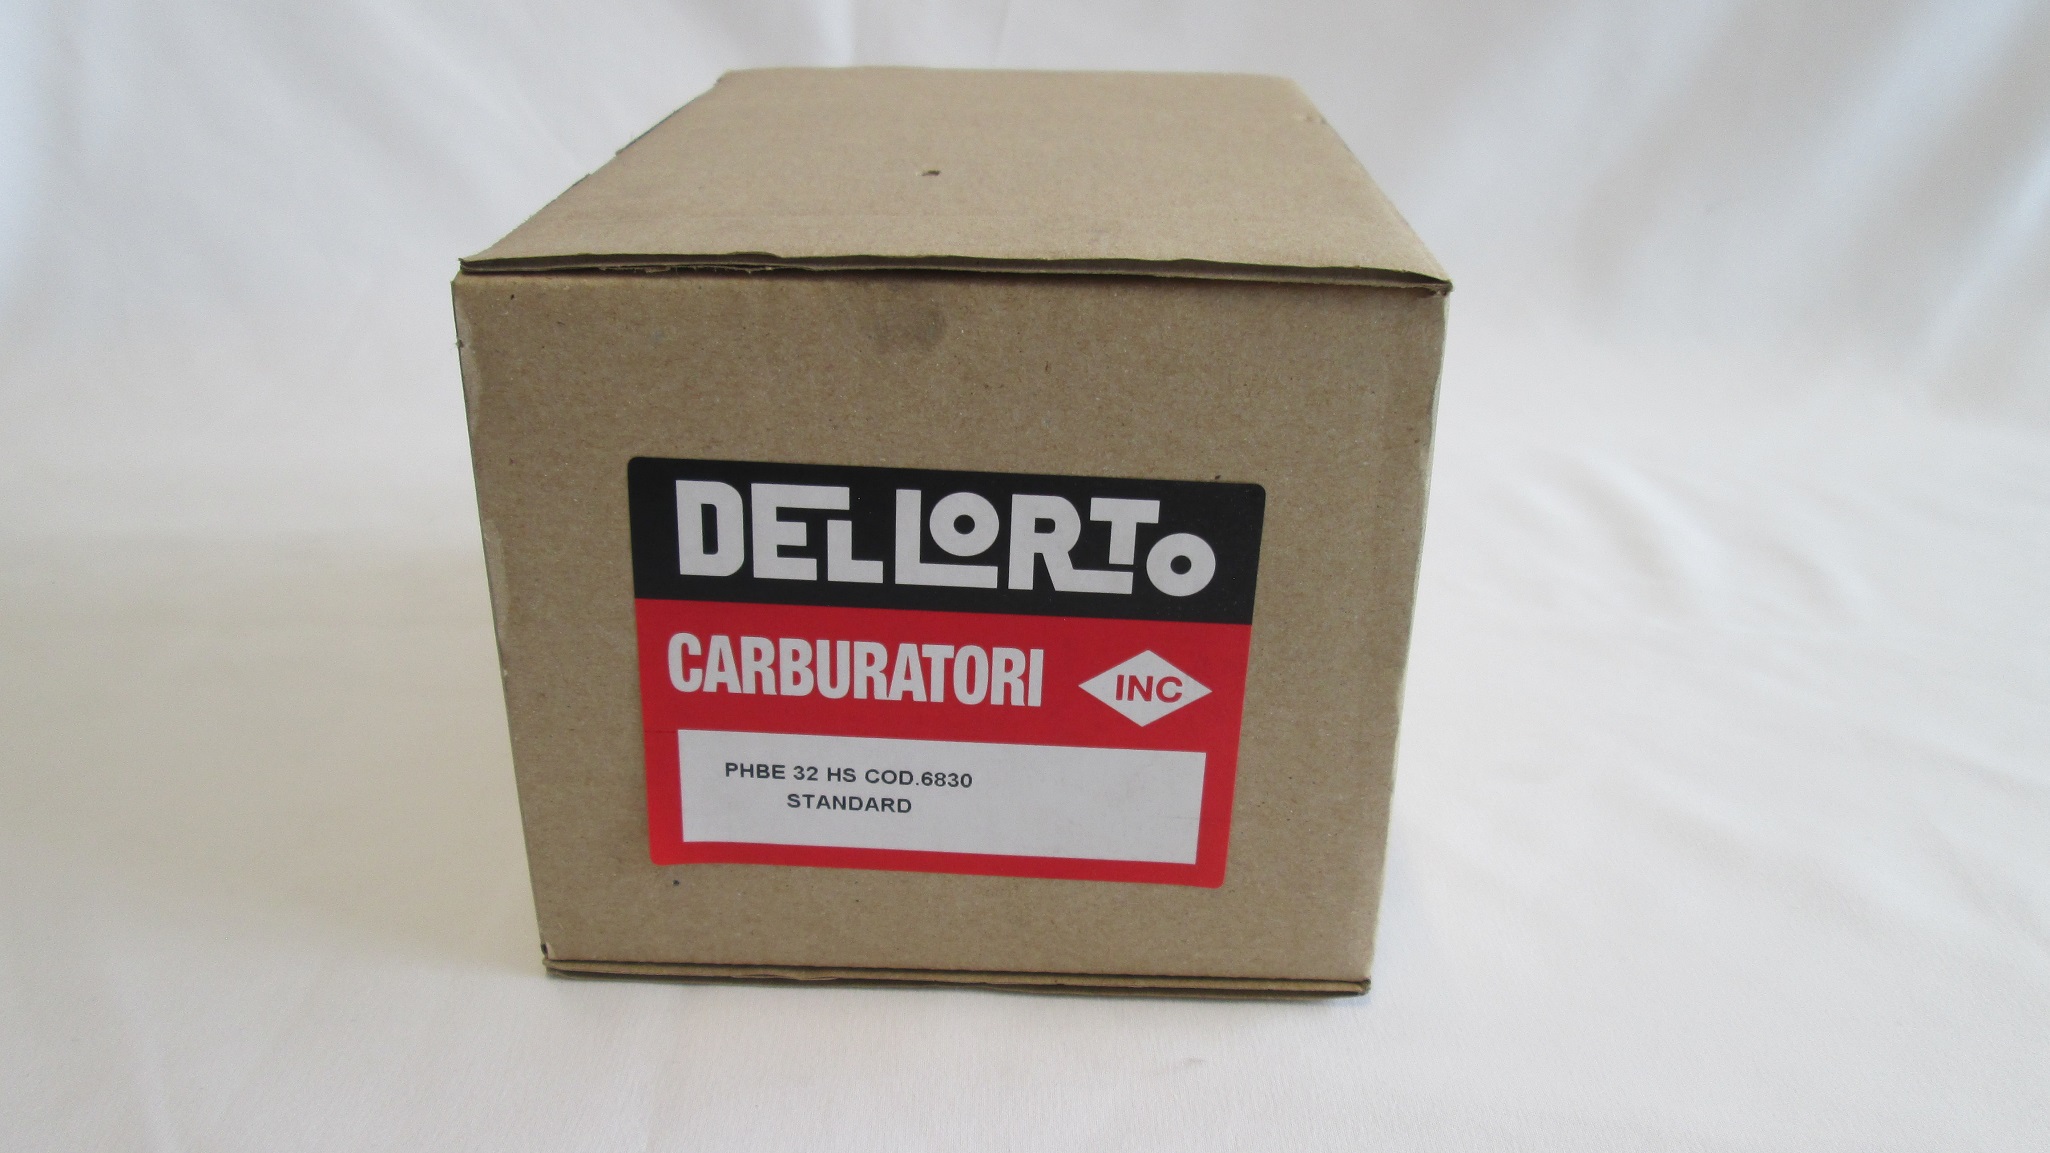 DELLORTO
CARBURATORI INC
PHBE 32 HS COD.6830
STANDARD